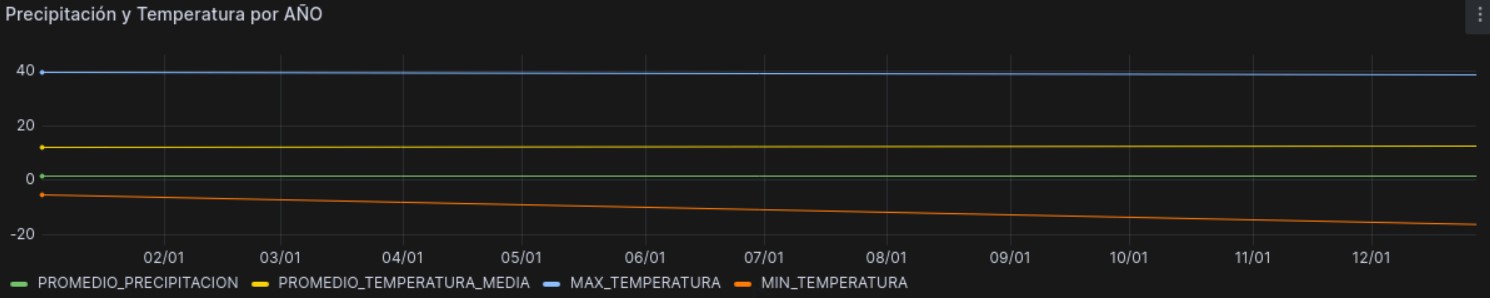 Precipitación y Temperatura por AÑO
40
20
0
-20
02/01 03/01 04/01 05/01 06/01 07/01 08/01 09/01 10/01 11/01 12/01
PROMEDIO_PRECIPITACION PROMEDIO_TEMPERATURA_MEDIA MAX_TEMPERATURA MIN_TEMPERATURA